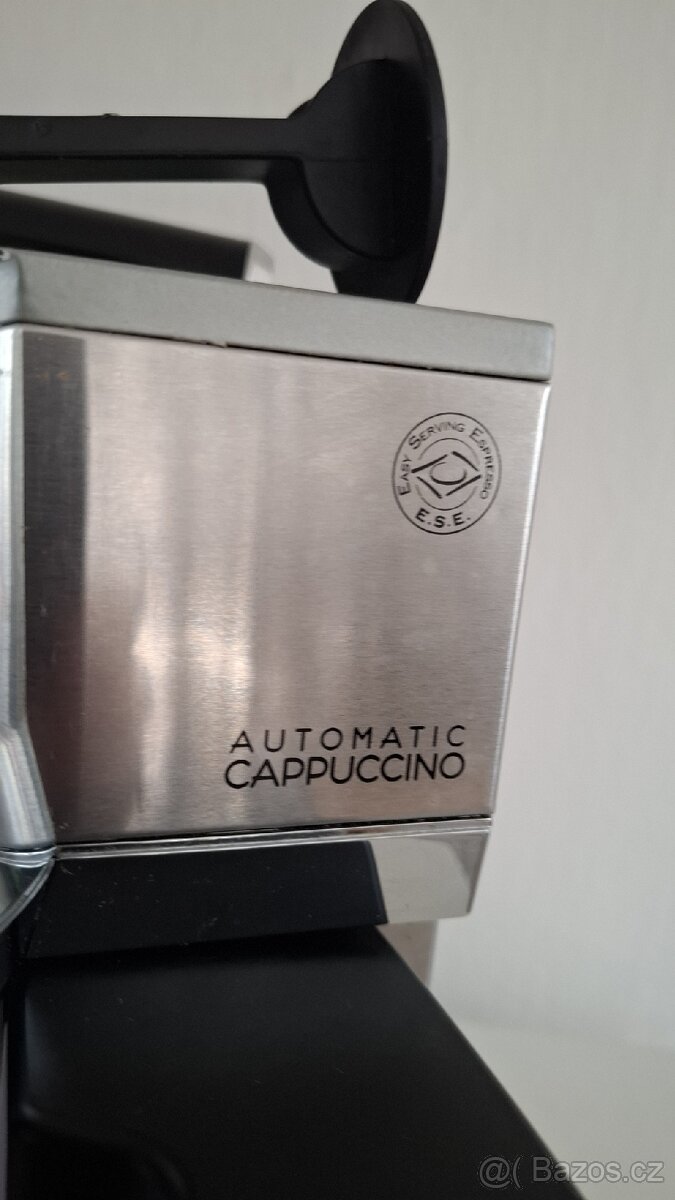 EASY SERVING ESPRESSO
E.S.E.
AUTOMATIC
CAPPUCCINO
@( Bazos.cz